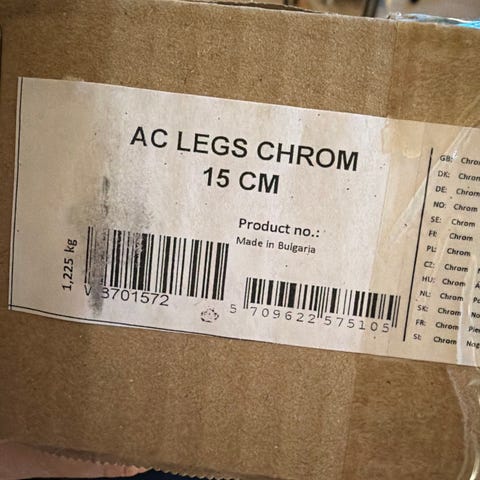 AC LEGS CHROM
15 CM
Product no.:
Made in Bulgaria
1,225 kg
3701572
5 709622 575105
GB: Chrom
DK: Chrom
DE: Chrom
NO: Chrom
SE: Chrom
FI: Chrom
PL: Chrom
CZ: Chrom
HU: Chrom
NL: Chrom
SK: Chrom
FR: Chrom
SI: Chrom